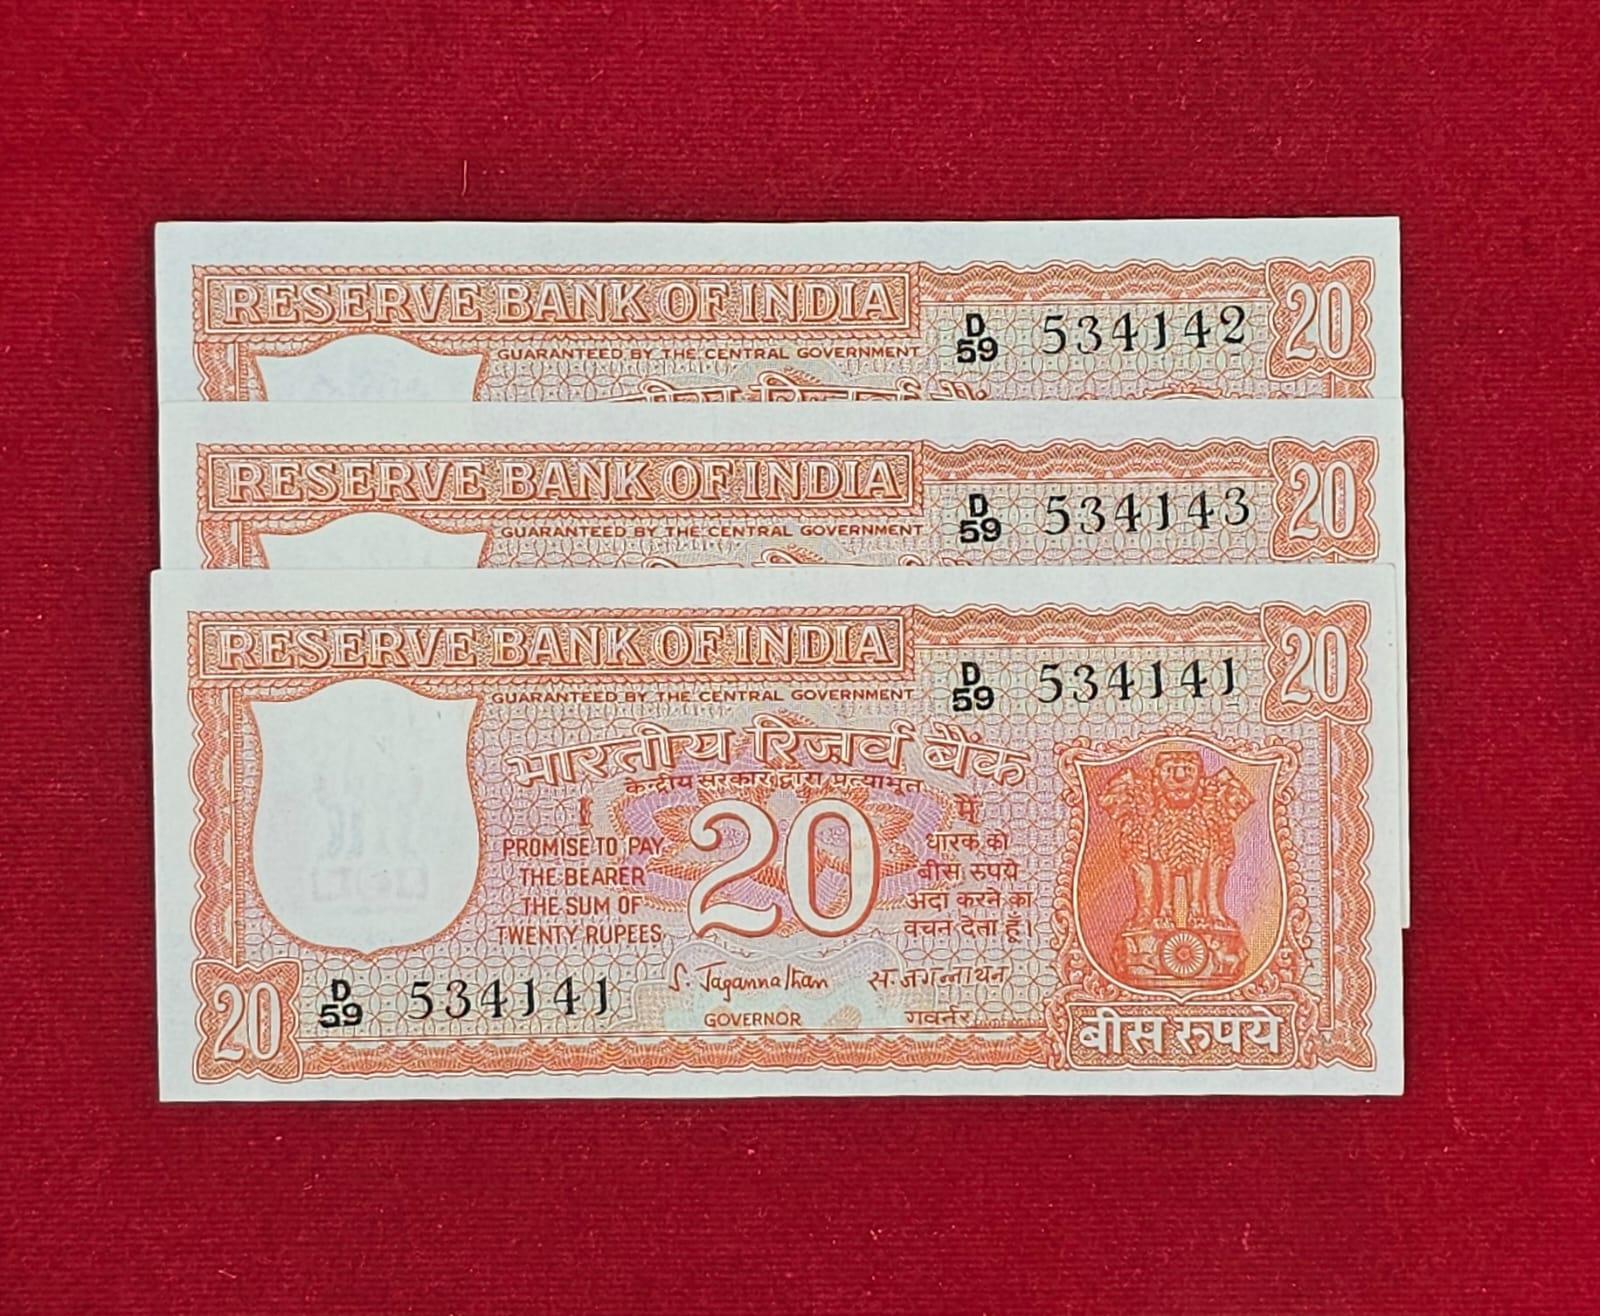 RESERVE BANK OF INDIA
20
D
59 534142
GUARANTEED BY THE CENTRAL GOVERNMENT
RESERVE BANK OF INDIA
20
D
59 534143
GUARANTEED BY THE CENTRAL GOVERNMENT
RESERVE BANK OF INDIA
20
D
59 534141
GUARANTEED BY THE CENTRAL GOVERNMENT
भारतीय रिज़र्व बैंक
केन्द्रीय सरकार द्वारा प्रत्याभूत
I
PROMISE TO PAY
THE BEARER
THE SUM OF
TWENTY RUPEES
20
मैं
धारक को
बीस रुपये
अदा करने का
वचन देता हूँ।
S. Jagannathan
स. जगन्नाथन
GOVERNOR
गवर्नर
D
59 534141
20
बीस रुपये